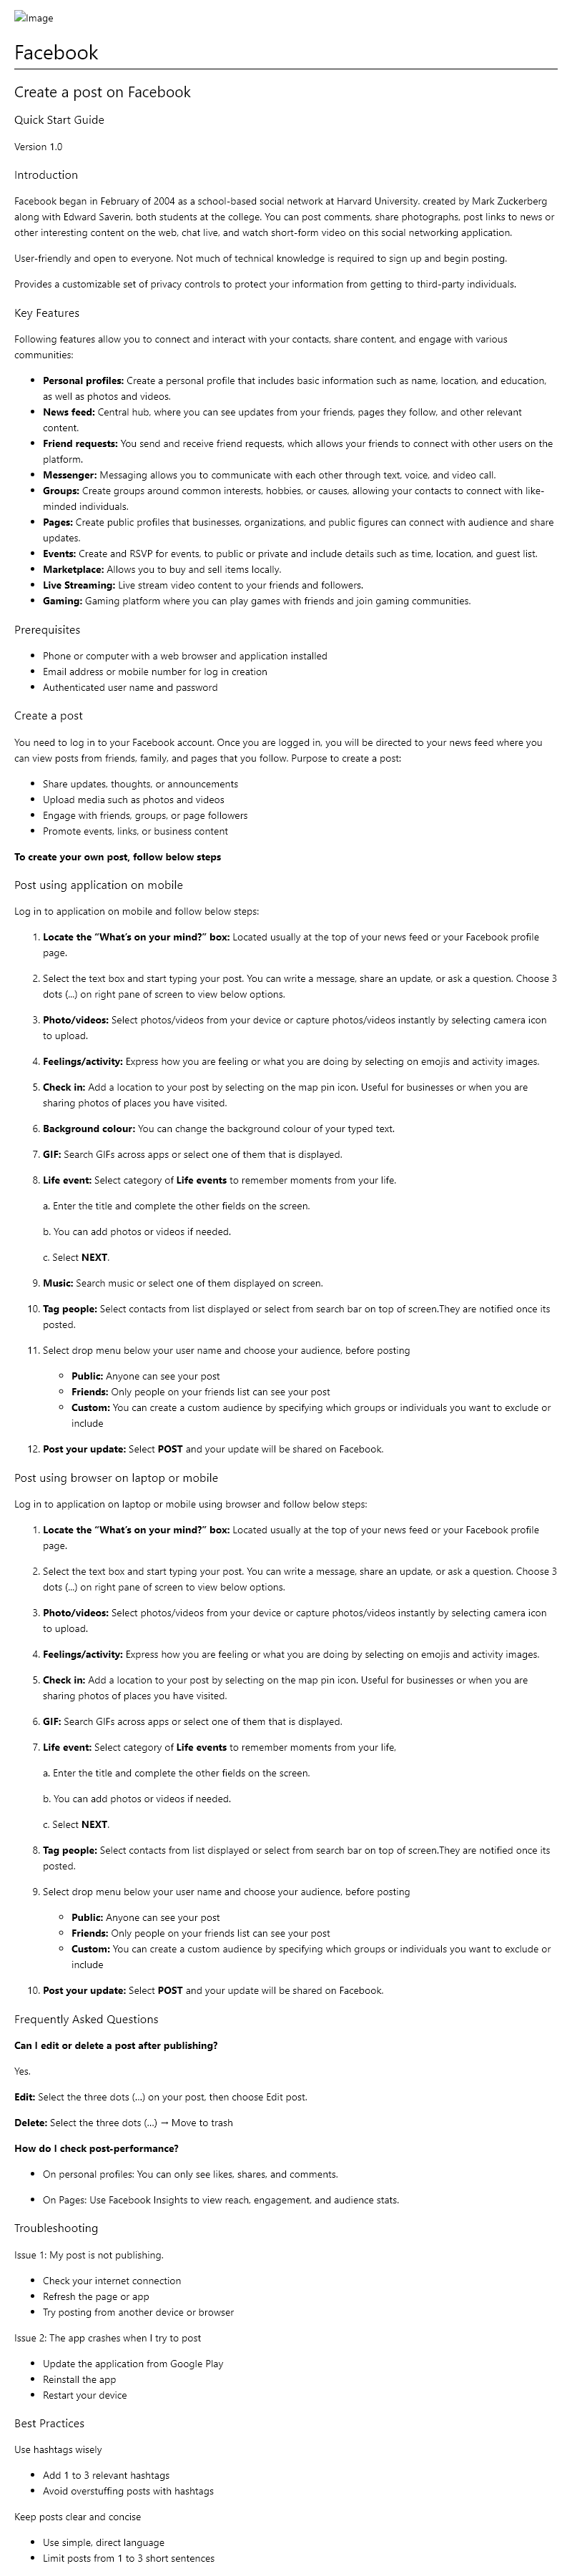 Image
Facebook
Create a post on Facebook
Quick Start Guide
Version 1.0
Introduction
Facebook began in February of 2004 as a school-based social network at Harvard University. created by Mark Zuckerberg
along with Edward Saverin, both students at the college. You can post comments, share photographs, post links to news or
other interesting content on the web, chat live, and watch short-form video on this social networking application.
User-friendly and open to everyone. Not much of technical knowledge is required to sign up and begin posting.
Provides a customizable set of privacy controls to protect your information from getting to third-party individuals.
Key Features
Following features allow you to connect and interact with your contacts, share content, and engage with various
communities:
• Personal profiles: Create a personal profile that includes basic information such as name, location, and education,
as well as photos and videos.
• News feed: Central hub, where you can see updates from your friends, pages they follow, and other relevant
content.
• Friend requests: You send and receive friend requests, which allows your friends to connect with other users on the
platform.
• Messenger: Messaging allows you to communicate with each other through text, voice, and video call.
• Groups: Create groups around common interests, hobbies, or causes, allowing your contacts to connect with like-
minded individuals.
• Pages: Create public profiles that businesses, organizations, and public figures can connect with audience and share
updates.
• Events: Create and RSVP for events, to public or private and include details such as time, location, and guest list.
• Marketplace: Allows you to buy and sell items locally.
• Live Streaming: Live stream video content to your friends and followers.
• Gaming: Gaming platform where you can play games with friends and join gaming communities.
Prerequisites
• Phone or computer with a web browser and application installed
• Email address or mobile number for log in creation
• Authenticated user name and password
Create a post
You need to log in to your Facebook account. Once you are logged in, you will be directed to your news feed where you
can view posts from friends, family, and pages that you follow. Purpose to create a post:
• Share updates, thoughts, or announcements
• Upload media such as photos and videos
• Engage with friends, groups, or page followers
• Promote events, links, or business content
To create your own post, follow below steps
Post using application on mobile
Log in to application on mobile and follow below steps:
1. Locate the “What’s on your mind?” box: Located usually at the top of your news feed or your Facebook profile
page.
2. Select the text box and start typing your post. You can write a message, share an update, or ask a question. Choose 3
dots (...) on right pane of screen to view below options.
3. Photo/videos: Select photos/videos from your device or capture photos/videos instantly by selecting camera icon
to upload.
4. Feelings/activity: Express how you are feeling or what you are doing by selecting on emojis and activity images.
5. Check in: Add a location to your post by selecting on the map pin icon. Useful for businesses or when you are
sharing photos of places you have visited.
6. Background colour: You can change the background colour of your typed text.
7. GIF: Search GIFs across apps or select one of them that is displayed.
8. Life event: Select category of Life events to remember moments from your life.
a. Enter the title and complete the other fields on the screen.
b. You can add photos or videos if needed.
c. Select NEXT.
9. Music: Search music or select one of them displayed on screen.
10. Tag people: Select contacts from list displayed or select from search bar on top of screen.They are notified once its
posted.
11. Select drop menu below your user name and choose your audience, before posting
◦ Public: Anyone can see your post
◦ Friends: Only people on your friends list can see your post
◦ Custom: You can create a custom audience by specifying which groups or individuals you want to exclude or
include
12. Post your update: Select POST and your update will be shared on Facebook.
Post using browser on laptop or mobile
Log in to application on laptop or mobile using browser and follow below steps:
1. Locate the “What’s on your mind?” box: Located usually at the top of your news feed or your Facebook profile
page.
2. Select the text box and start typing your post. You can write a message, share an update, or ask a question. Choose 3
dots (...) on right pane of screen to view below options.
3. Photo/videos: Select photos/videos from your device or capture photos/videos instantly by selecting camera icon
to upload.
4. Feelings/activity: Express how you are feeling or what you are doing by selecting on emojis and activity images.
5. Check in: Add a location to your post by selecting on the map pin icon. Useful for businesses or when you are
sharing photos of places you have visited.
6. GIF: Search GIFs across apps or select one of them that is displayed.
7. Life event: Select category of Life events to remember moments from your life,
a. Enter the title and complete the other fields on the screen.
b. You can add photos or videos if needed.
c. Select NEXT.
8. Tag people: Select contacts from list displayed or select from search bar on top of screen.They are notified once its
posted.
9. Select drop menu below your user name and choose your audience, before posting
◦ Public: Anyone can see your post
◦ Friends: Only people on your friends list can see your post
◦ Custom: You can create a custom audience by specifying which groups or individuals you want to exclude or
include
10. Post your update: Select POST and your update will be shared on Facebook.
Frequently Asked Questions
Can I edit or delete a post after publishing?
Yes.
Edit: Select the three dots (…) on your post, then choose Edit post.
Delete: Select the three dots (…) → Move to trash
How do I check post-performance?
• On personal profiles: You can only see likes, shares, and comments.
• On Pages: Use Facebook Insights to view reach, engagement, and audience stats.
Troubleshooting
Issue 1: My post is not publishing.
• Check your internet connection
• Refresh the page or app
• Try posting from another device or browser
Issue 2: The app crashes when I try to post
• Update the application from Google Play
• Reinstall the app
• Restart your device
Best Practices
Use hashtags wisely
• Add 1 to 3 relevant hashtags
• Avoid overstuffing posts with hashtags
Keep posts clear and concise
• Use simple, direct language
• Limit posts from 1 to 3 short sentences